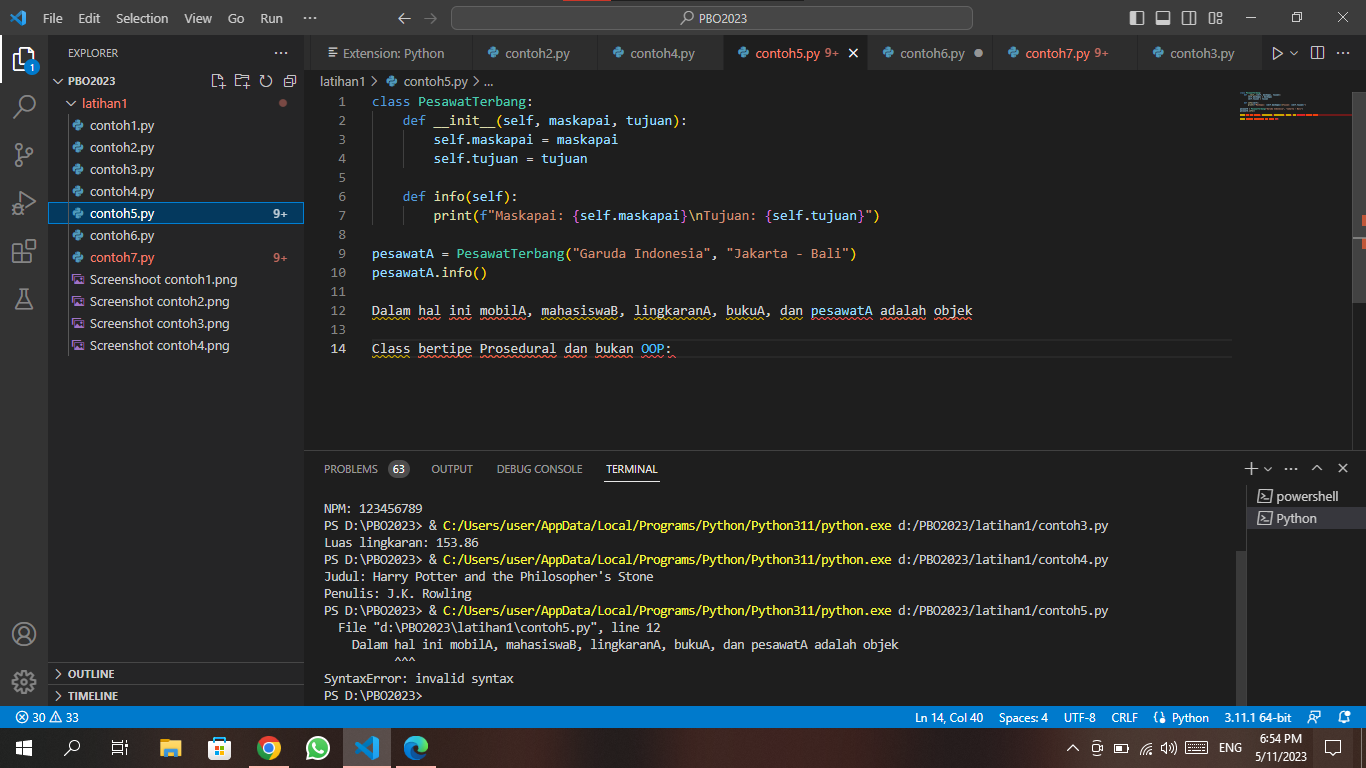 File Edit Selection View Go Run ··· PBO2023
EXPLORER ···
PBO2023
latihan1
contoh1.py
contoh2.py
contoh3.py
contoh4.py
contoh5.py 9+
contoh6.py
contoh7.py 9+
Screenshoot contoh1.png
Screenshot contoh2.png
Screenshot contoh3.png
Screenshot contoh4.png
OUTLINE
TIMELINE
1
Extension: Python contoh2.py contoh4.py contoh5.py 9+ contoh6.py contoh7.py 9+ contoh3.py
latihan1 > contoh5.py > ...
1 class PesawatTerbang:
2 def __init__(self, maskapai, tujuan):
3 self.maskapai = maskapai
4 self.tujuan = tujuan
5
6 def info(self):
7 print(f"Maskapai: {self.maskapai}\nTujuan: {self.tujuan}")
8
9 pesawatA = PesawatTerbang("Garuda Indonesia", "Jakarta - Bali")
10 pesawatA.info()
11
12 Dalam hal ini mobilA, mahasiswaB, lingkaranA, bukuA, dan pesawatA adalah objek
13
14 Class bertipe Prosedural dan bukan OOP:
PROBLEMS 63 OUTPUT DEBUG CONSOLE TERMINAL
NPM: 123456789
PS D:\PBO2023> & C:/Users/user/AppData/Local/Programs/Python/Python311/python.exe d:/PBO2023/latihan1/contoh3.py
Luas lingkaran: 153.86
PS D:\PBO2023> & C:/Users/user/AppData/Local/Programs/Python/Python311/python.exe d:/PBO2023/latihan1/contoh4.py
Judul: Harry Potter and the Philosopher's Stone
Penulis: J.K. Rowling
PS D:\PBO2023> & C:/Users/user/AppData/Local/Programs/Python/Python311/python.exe d:/PBO2023/latihan1/contoh5.py
File "d:\PBO2023\latihan1\contoh5.py", line 12
Dalam hal ini mobilA, mahasiswaB, lingkaranA, bukuA, dan pesawatA adalah objek
^^^
SyntaxError: invalid syntax
PS D:\PBO2023>
powershell
Python
30 33 Ln 14, Col 40 Spaces: 4 UTF-8 CRLF Python 3.11.1 64-bit
ENG 6:54 PM
5/11/2023